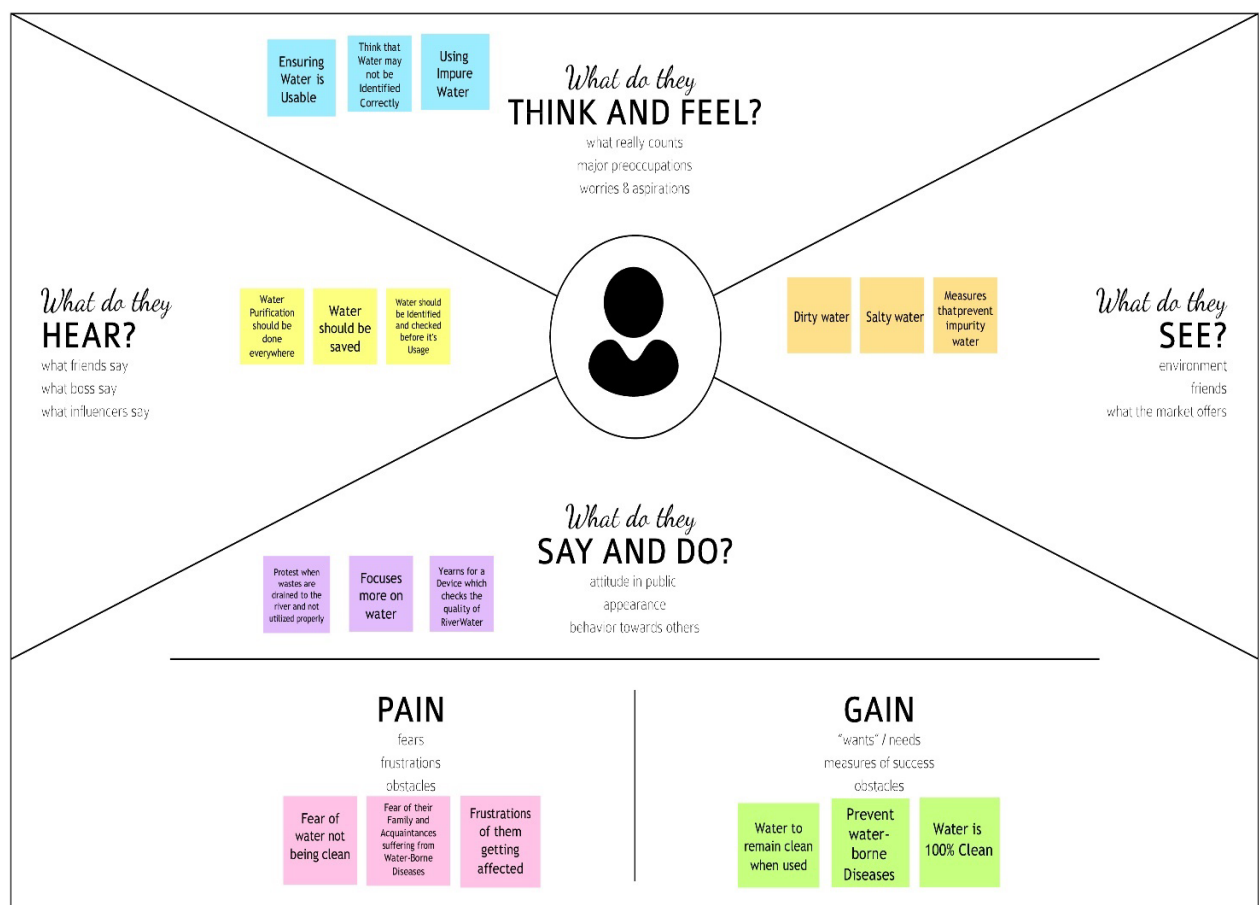 Ensuring
Water is
Usable
Think that
Water may
not be
Identified
Correctly
Using
Impure
Water
What do they
THINK AND FEEL?
what really counts
major preoccupations
worries & aspirations
What do they
HEAR?
what friends say
what boss say
what influencers say
Water
Purification
should be
done
everywhere
Water
should be
saved
Water should
be Identified
and checked
before it's
Usage
Dirty water
Salty water
Measures
thatprevent
impurity
water
What do they
SEE?
environment
friends
what the market offers
What do they
SAY AND DO?
attitude in public
appearance
behavior towards others
Protest when
wastes are
drained to the
river and not
utilized properly
Focuses
more on
water
Yearns for a
Device which
checks the
quality of
RiverWater
PAIN
fears
frustrations
obstacles
Fear of
water not
being clean
Fear of their
Family and
Acquaintances
suffering from
Water-Borne
Diseases
Frustrations
of them
getting
affected
GAIN
"wants" / needs
measures of success
obstacles
Water to
remain clean
when used
Prevent
water-
borne
Diseases
Water is
100% Clean